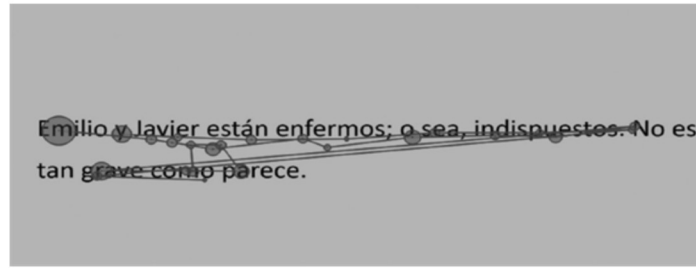 Emilio y Javier están enfermos; o sea, indispuestos. No es
tan grave como parece.